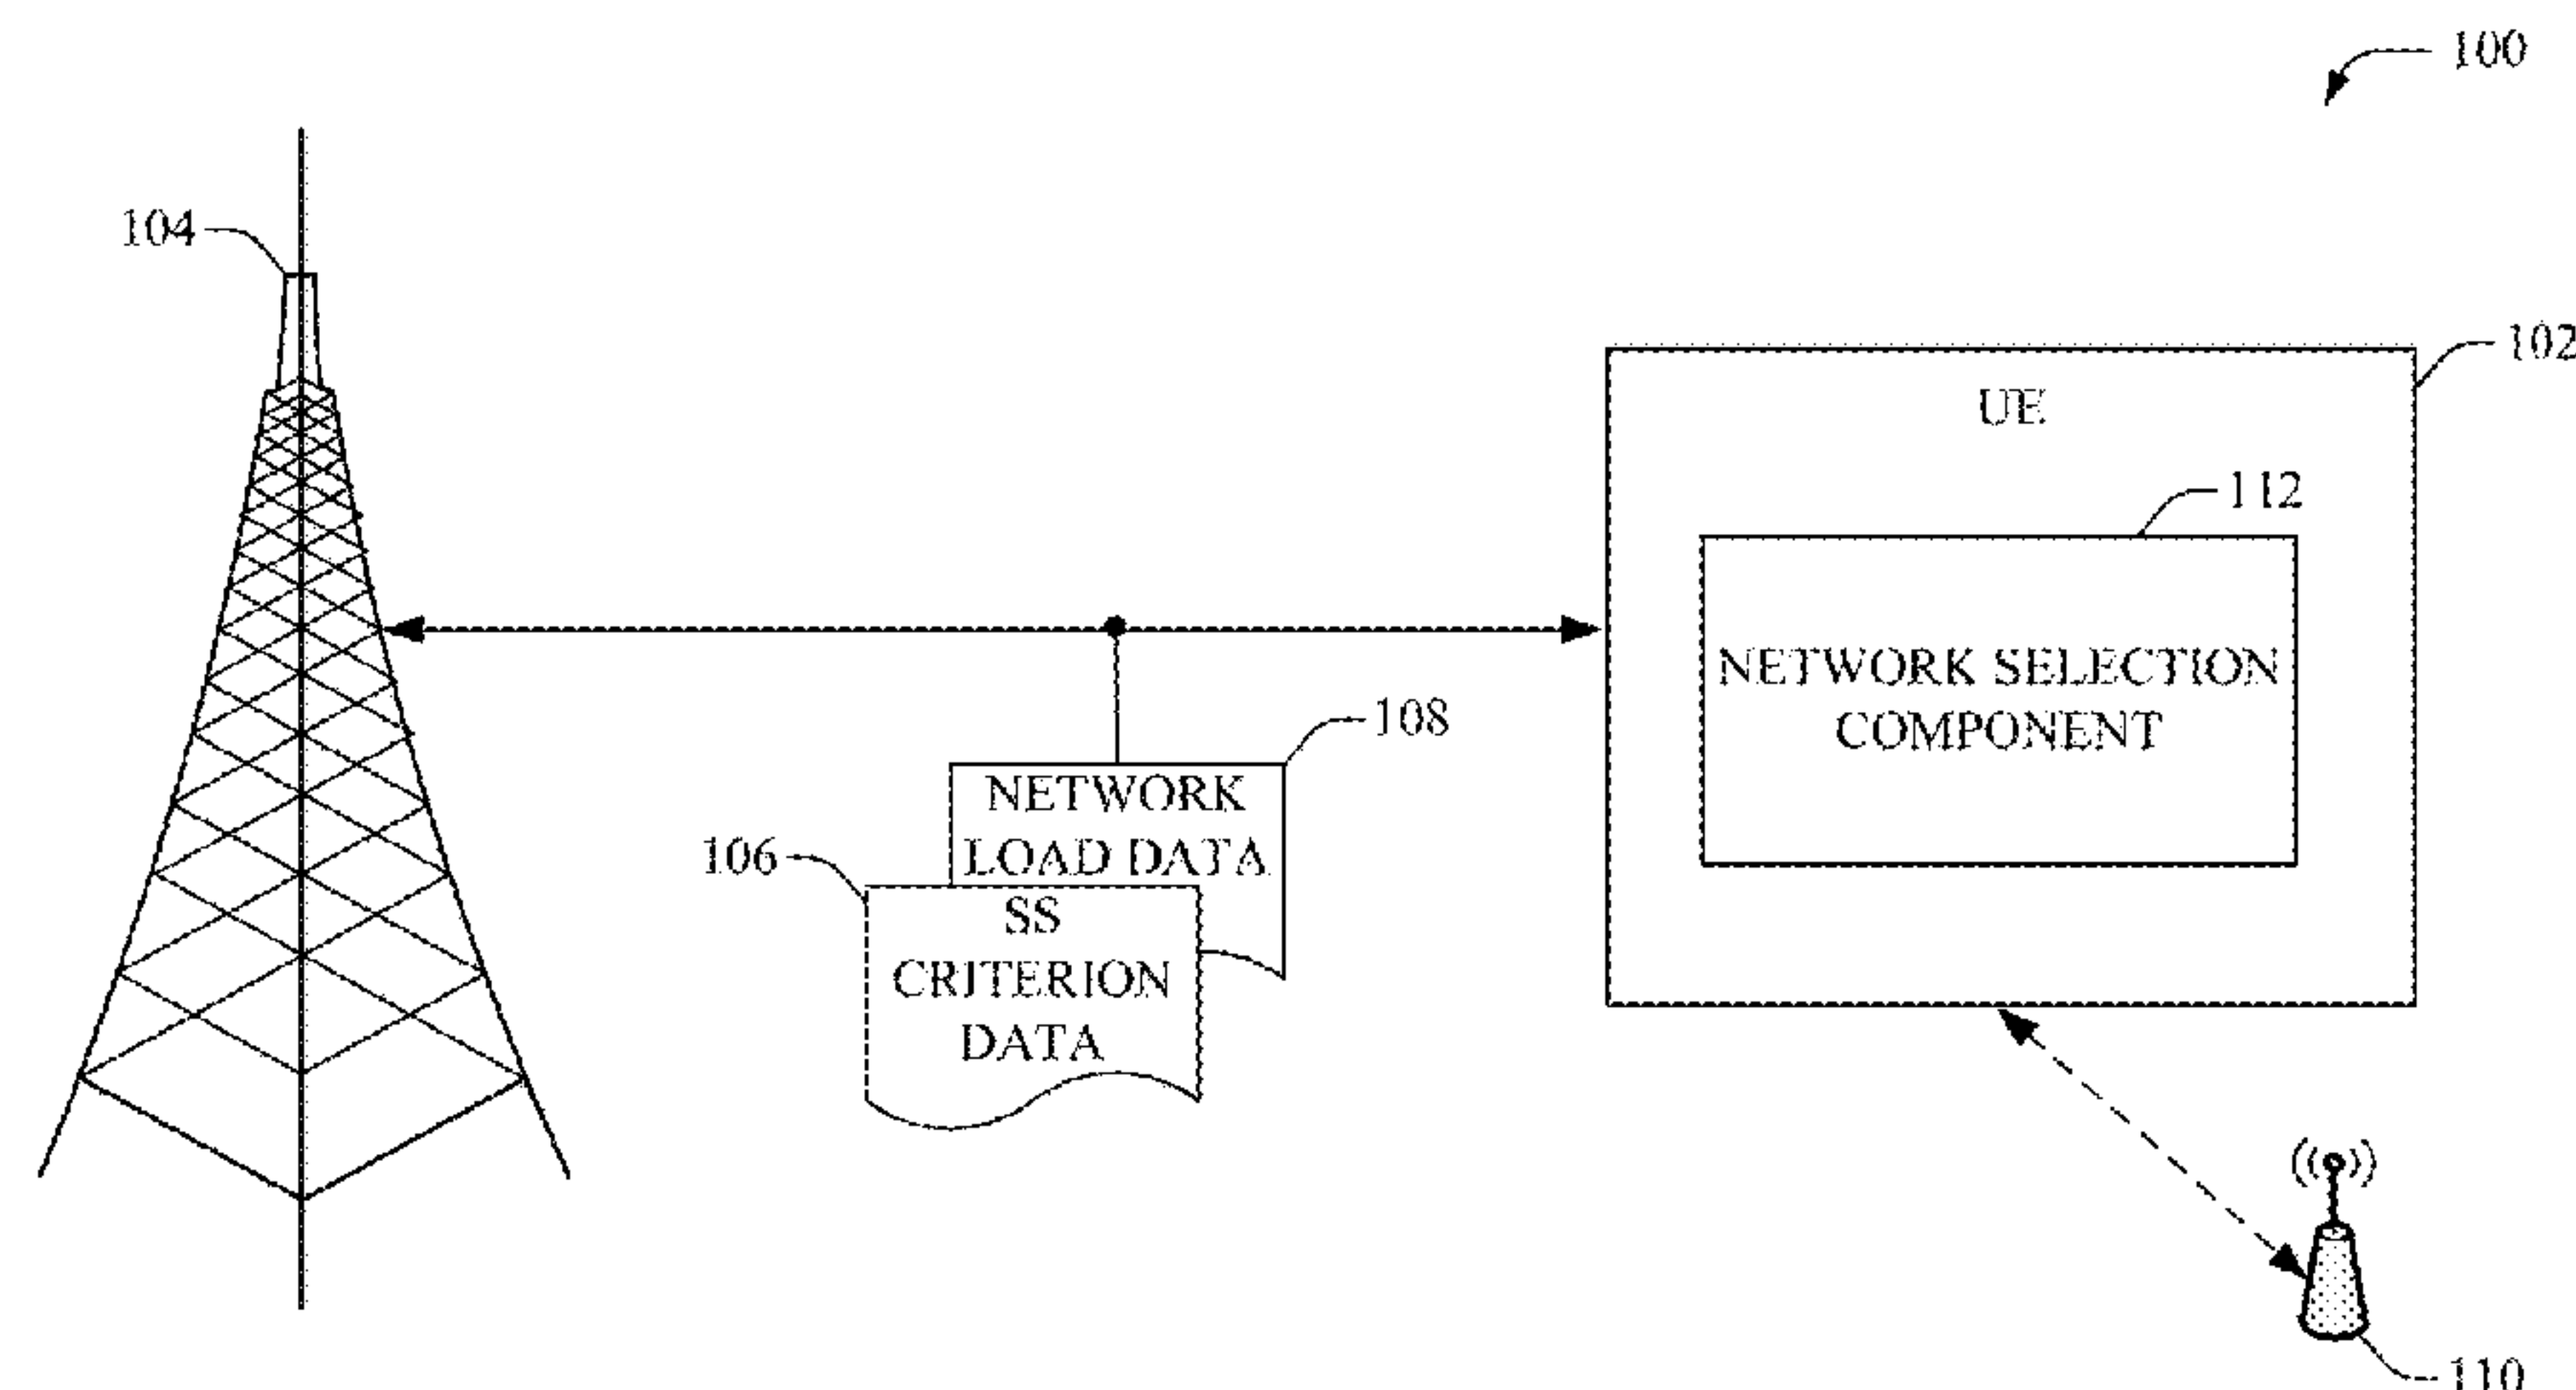 100
104
102
UE
112
NETWORK SELECTION
COMPONENT
108
NETWORK
LOAD DATA
106
SS
CRITERION
DATA
110